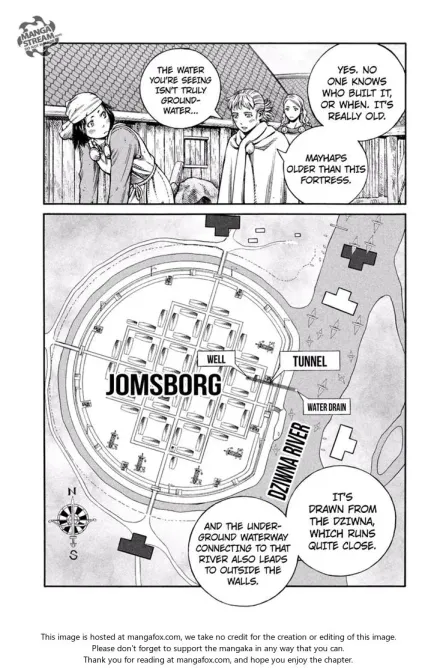 MANGA
STREAM
THE WATER
YOU'RE SEEING
ISN'T TRULY
GROUND-
WATER...
YES. NO
ONE KNOWS
WHO BUILT IT,
OR WHEN. IT'S
REALLY OLD.
MAYHAPS
OLDER THAN THIS
FORTRESS.
WELL
TUNNEL
JOMSBORG
WATER DRAIN
DZIWNA RIVER
N
S
IT'S
DRAWN FROM
THE DZIWNA,
WHICH RUNS
QUITE CLOSE.
AND THE UNDER-
GROUND WATERWAY
CONNECTING TO THAT
RIVER ALSO LEADS
TO OUTSIDE THE
WALLS.
This image is hosted at mangafox.com, we take no credit for the creation or editing of this image.
Please don't forget to support the mangaka in any way that you can.
Thank you for reading at mangafox.com, and hope you enjoy the chapter.